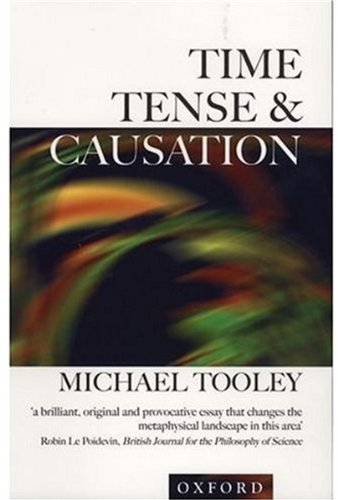 TIME
TENSE &
CAUSATION
MICHAEL TOOLEY
'a brilliant, original and provocative essay that changes the
metaphysical landscape in this area'
Robin Le Poidevin, British Journal for the Philosophy of Science
OXFORD